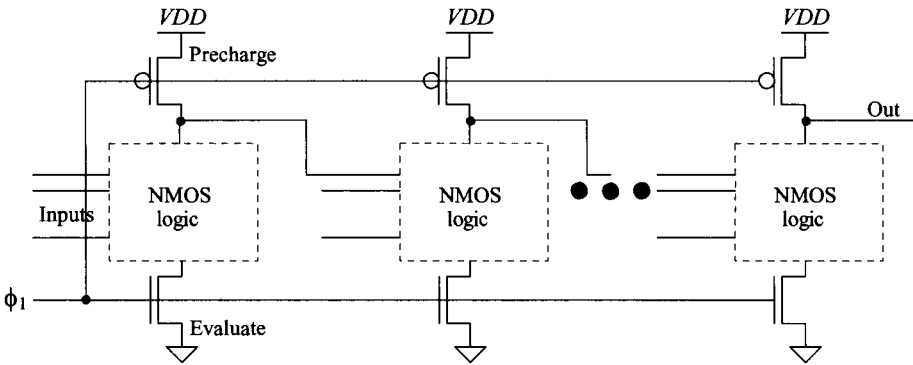 VDD
VDD
VDD
Precharge
Out
Inputs
NMOS
logic
NMOS
logic
NMOS
logic
ϕ1
Evaluate